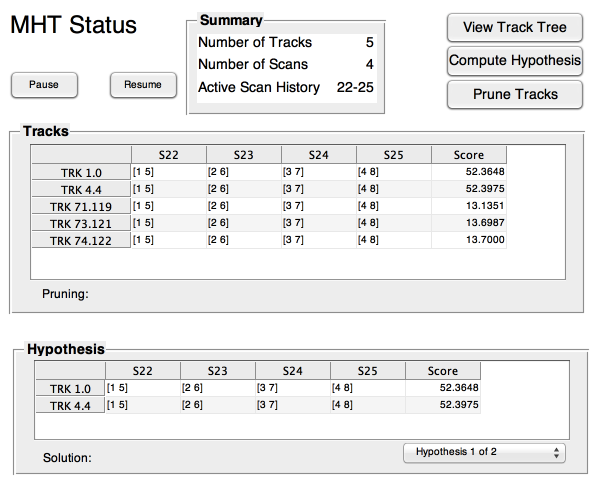 MHT Status
Pause
Resume
Summary
Number of Tracks 5
Number of Scans 4
Active Scan History 22-25
View Track Tree
Compute Hypothesis
Prune Tracks
Tracks
S22 S23 S24 S25 Score
TRK 1.0 [1 5] [2 6] [3 7] [4 8] 52.3648
TRK 4.4 [1 5] [2 6] [3 7] [4 8] 52.3975
TRK 71.119 [1 5] [2 6] [3 7] [4 8] 13.1351
TRK 73.121 [1 5] [2 6] [3 7] [4 8] 13.6987
TRK 74.122 [1 5] [2 6] [3 7] [4 8] 13.7000
Pruning:
Hypothesis
S22 S23 S24 S25 Score
TRK 1.0 [1 5] [2 6] [3 7] [4 8] 52.3648
TRK 4.4 [1 5] [2 6] [3 7] [4 8] 52.3975
Solution:
Hypothesis 1 of 2